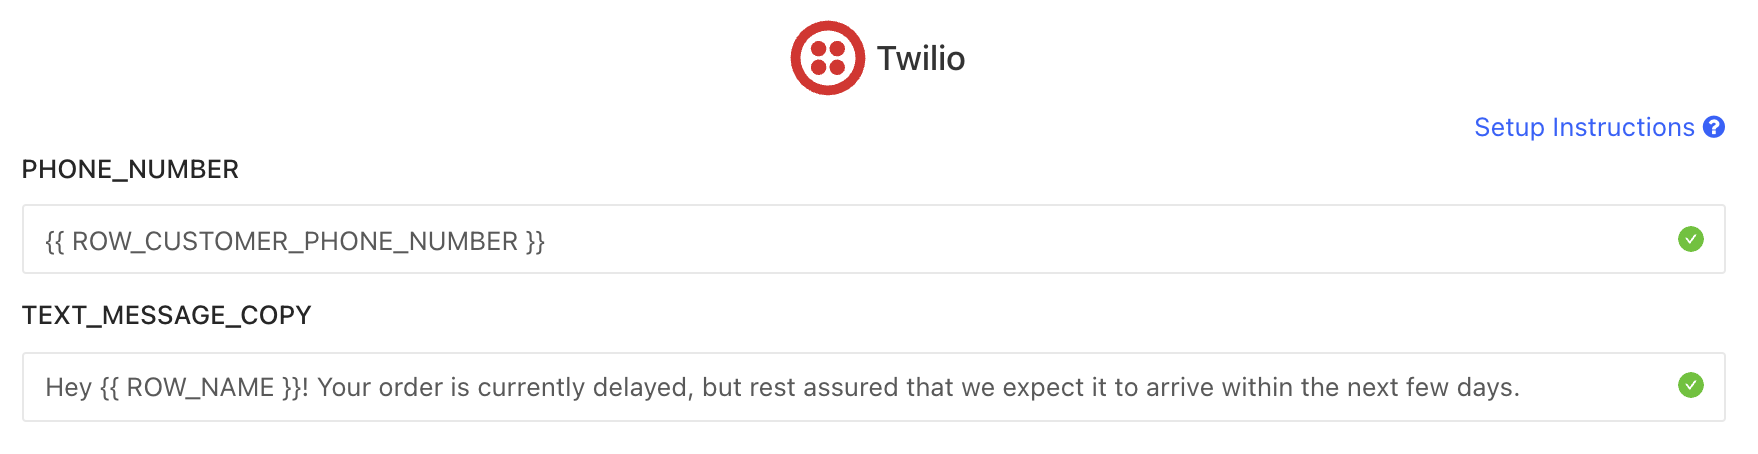 Twilio
Setup Instructions ?
PHONE_NUMBER
{{ ROW_CUSTOMER_PHONE_NUMBER }}
TEXT_MESSAGE_COPY
Hey {{ ROW_NAME }}! Your order is currently delayed, but rest assured that we expect it to arrive within the next few days.